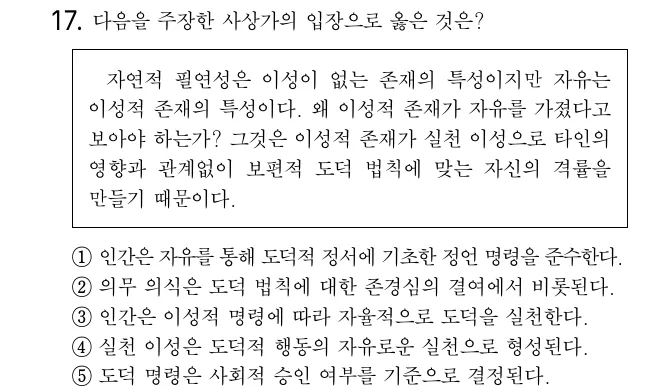 17. 다음을 주장한 사상가의 입장으로 옳은 것은?
자연적 필연성은 이성이 없는 존재의 특성이지만 자유는
이성적 존재의 특성이다. 왜 이성적 존재가 자유를 가졌다고
보아야 하는가? 그것은 이성적 존재가 실천 이성으로 타인의
영향과 관계없이 보편적 도덕 법칙에 맞는 자신의 격률을
만들기 때문이다.
① 인간은 자유를 통해 도덕적 정서에 기초한 정언 명령을 준수한다.
② 의무 의식은 도덕 법칙에 대한 존경심의 결여에서 비롯된다.
③ 인간은 이성적 명령에 따라 자율적으로 도덕을 실천한다.
④ 실천 이성은 도덕적 행동의 자유로운 실천으로 형성된다.
⑤ 도덕 명령은 사회적 승인 여부를 기준으로 결정된다.